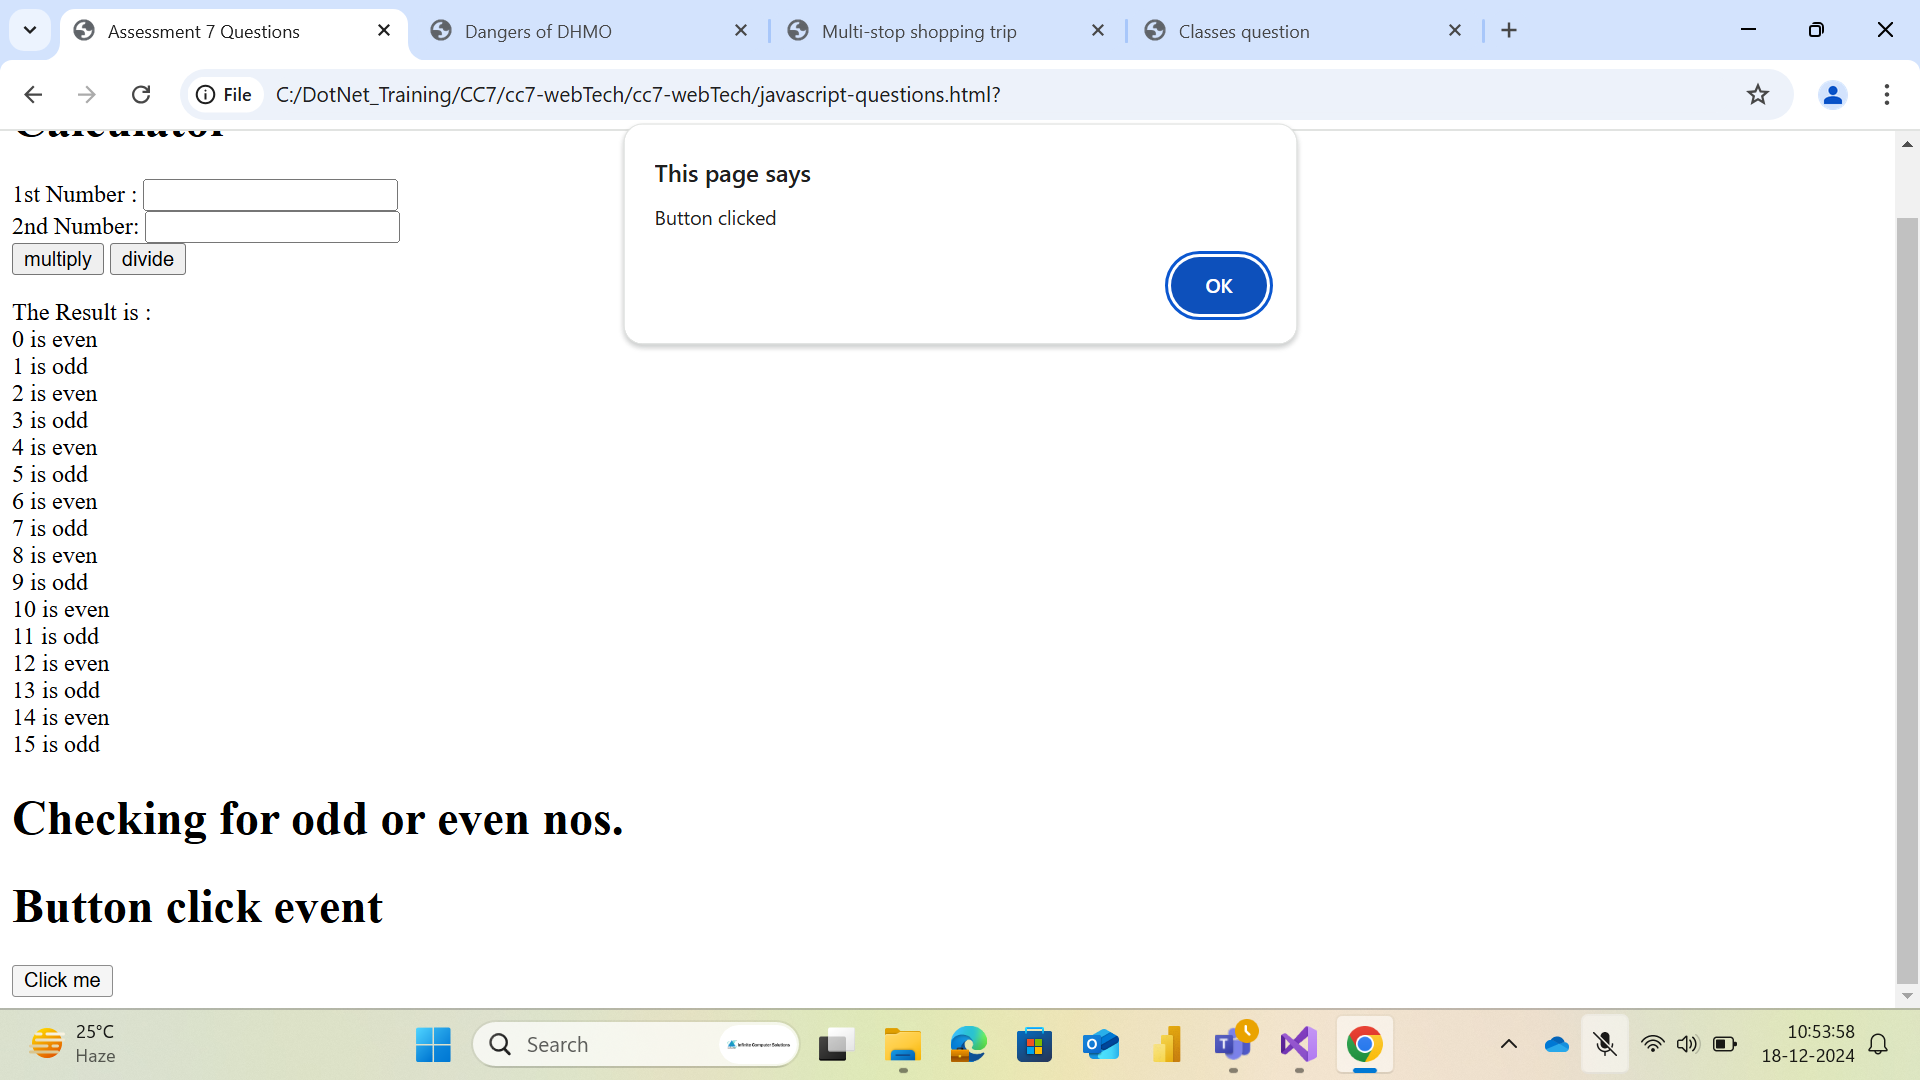 Assessment 7 Questions
Dangers of DHMO
Multi-stop shopping trip
Classes question
File
C:/DotNet_Training/CC7/cc7-webTech/cc7-webTech/javascript-questions.html?
Calculator
This page says
Button clicked
OK
1st Number :
2nd Number:
multiply divide
The Result is :
0 is even
1 is odd
2 is even
3 is odd
4 is even
5 is odd
6 is even
7 is odd
8 is even
9 is odd
10 is even
11 is odd
12 is even
13 is odd
14 is even
15 is odd
Checking for odd or even nos.
Button click event
Click me
25°C
Haze
Search
Infinite Computer Solutions
10:53:58
18-12-2024